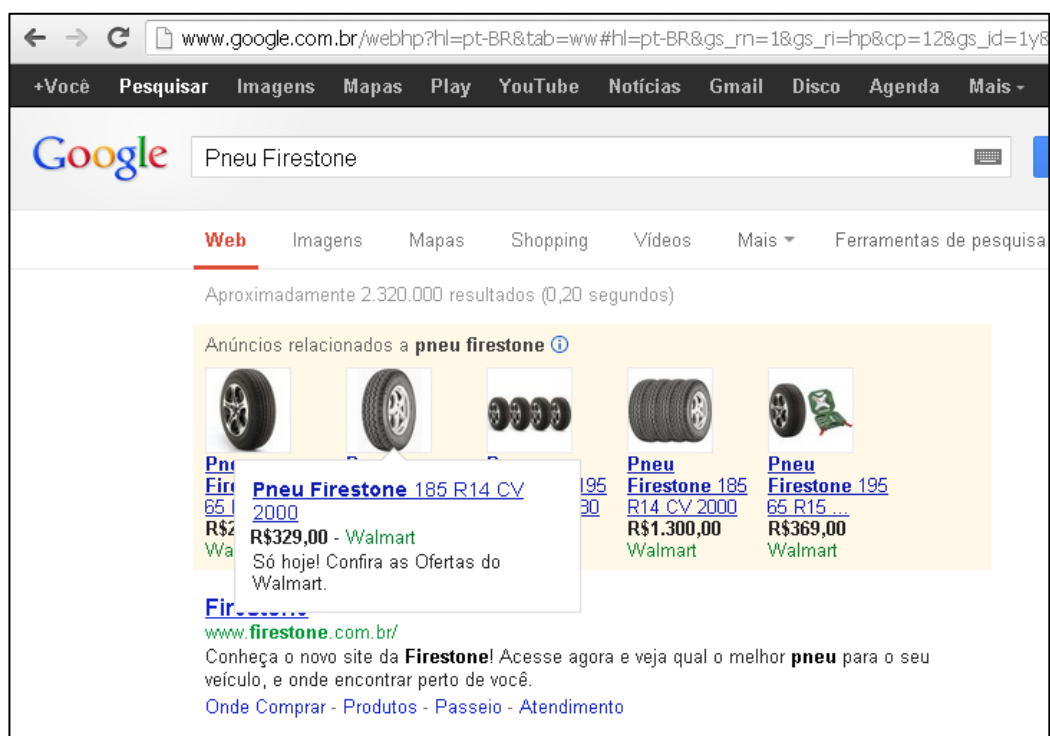 www.google.com.br/webhp?hl=pt-BR&tab=ww#hl=pt-BR&gs_rn=1&gs_ri=hp&cp=12&gs_id=1y8
+Você Pesquisar Imagens Mapas Play YouTube Notícias Gmail Disco Agenda Mais
Google Pneu Firestone
Web Imagens Mapas Shopping Vídeos Mais Ferramentas de pesquisa
Aproximadamente 2.320.000 resultados (0,20 segundos)
Anúncios relacionados a pneu firestone
Pneu Firestone 185 R14 CV
2000
R$329,00 - Walmart
Só hoje! Confira as Ofertas do
Walmart.
195
Pneu
Firestone 185
R14 CV 2000
R$1.300,00
Walmart
Pneu
Firestone 195
65 R15 ...
R$369,00
Walmart
Firestone
www.firestone.com.br/
Conheça o novo site da Firestone! Acesse agora e veja qual o melhor pneu para o seu
veículo, e onde encontrar perto de você.
Onde Comprar - Produtos - Passeio - Atendimento